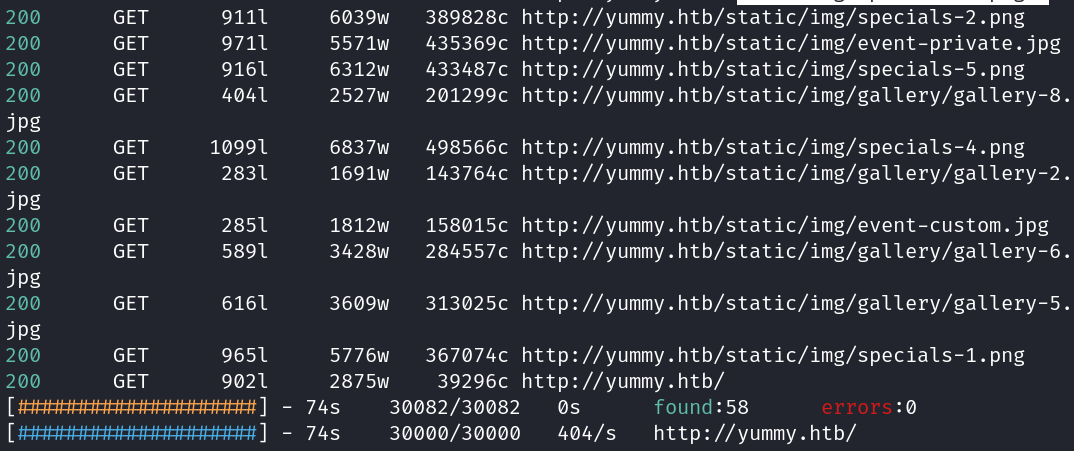 200      GET      911l     6039w   389828c http://yummy.htb/static/img/specials-2.png
200      GET      971l     5571w   435369c http://yummy.htb/static/img/event-private.jpg
200      GET      916l     6312w   433487c http://yummy.htb/static/img/specials-5.png
200      GET      404l     2527w   201299c http://yummy.htb/static/img/gallery/gallery-8.
jpg
200      GET     1099l     6837w   498566c http://yummy.htb/static/img/specials-4.png
200      GET      283l     1691w   143764c http://yummy.htb/static/img/gallery/gallery-2.
jpg
200      GET      285l     1812w   158015c http://yummy.htb/static/img/event-custom.jpg
200      GET      589l     3428w   284557c http://yummy.htb/static/img/gallery/gallery-6.
jpg
200      GET      616l     3609w   313025c http://yummy.htb/static/img/gallery/gallery-5.
jpg
200      GET      965l     5776w   367074c http://yummy.htb/static/img/specials-1.png
200      GET      902l     2875w    39296c http://yummy.htb/
[####################] - 74s    30082/30082   0s      found:58      errors:0
[####################] - 74s    30000/30000   404/s   http://yummy.htb/